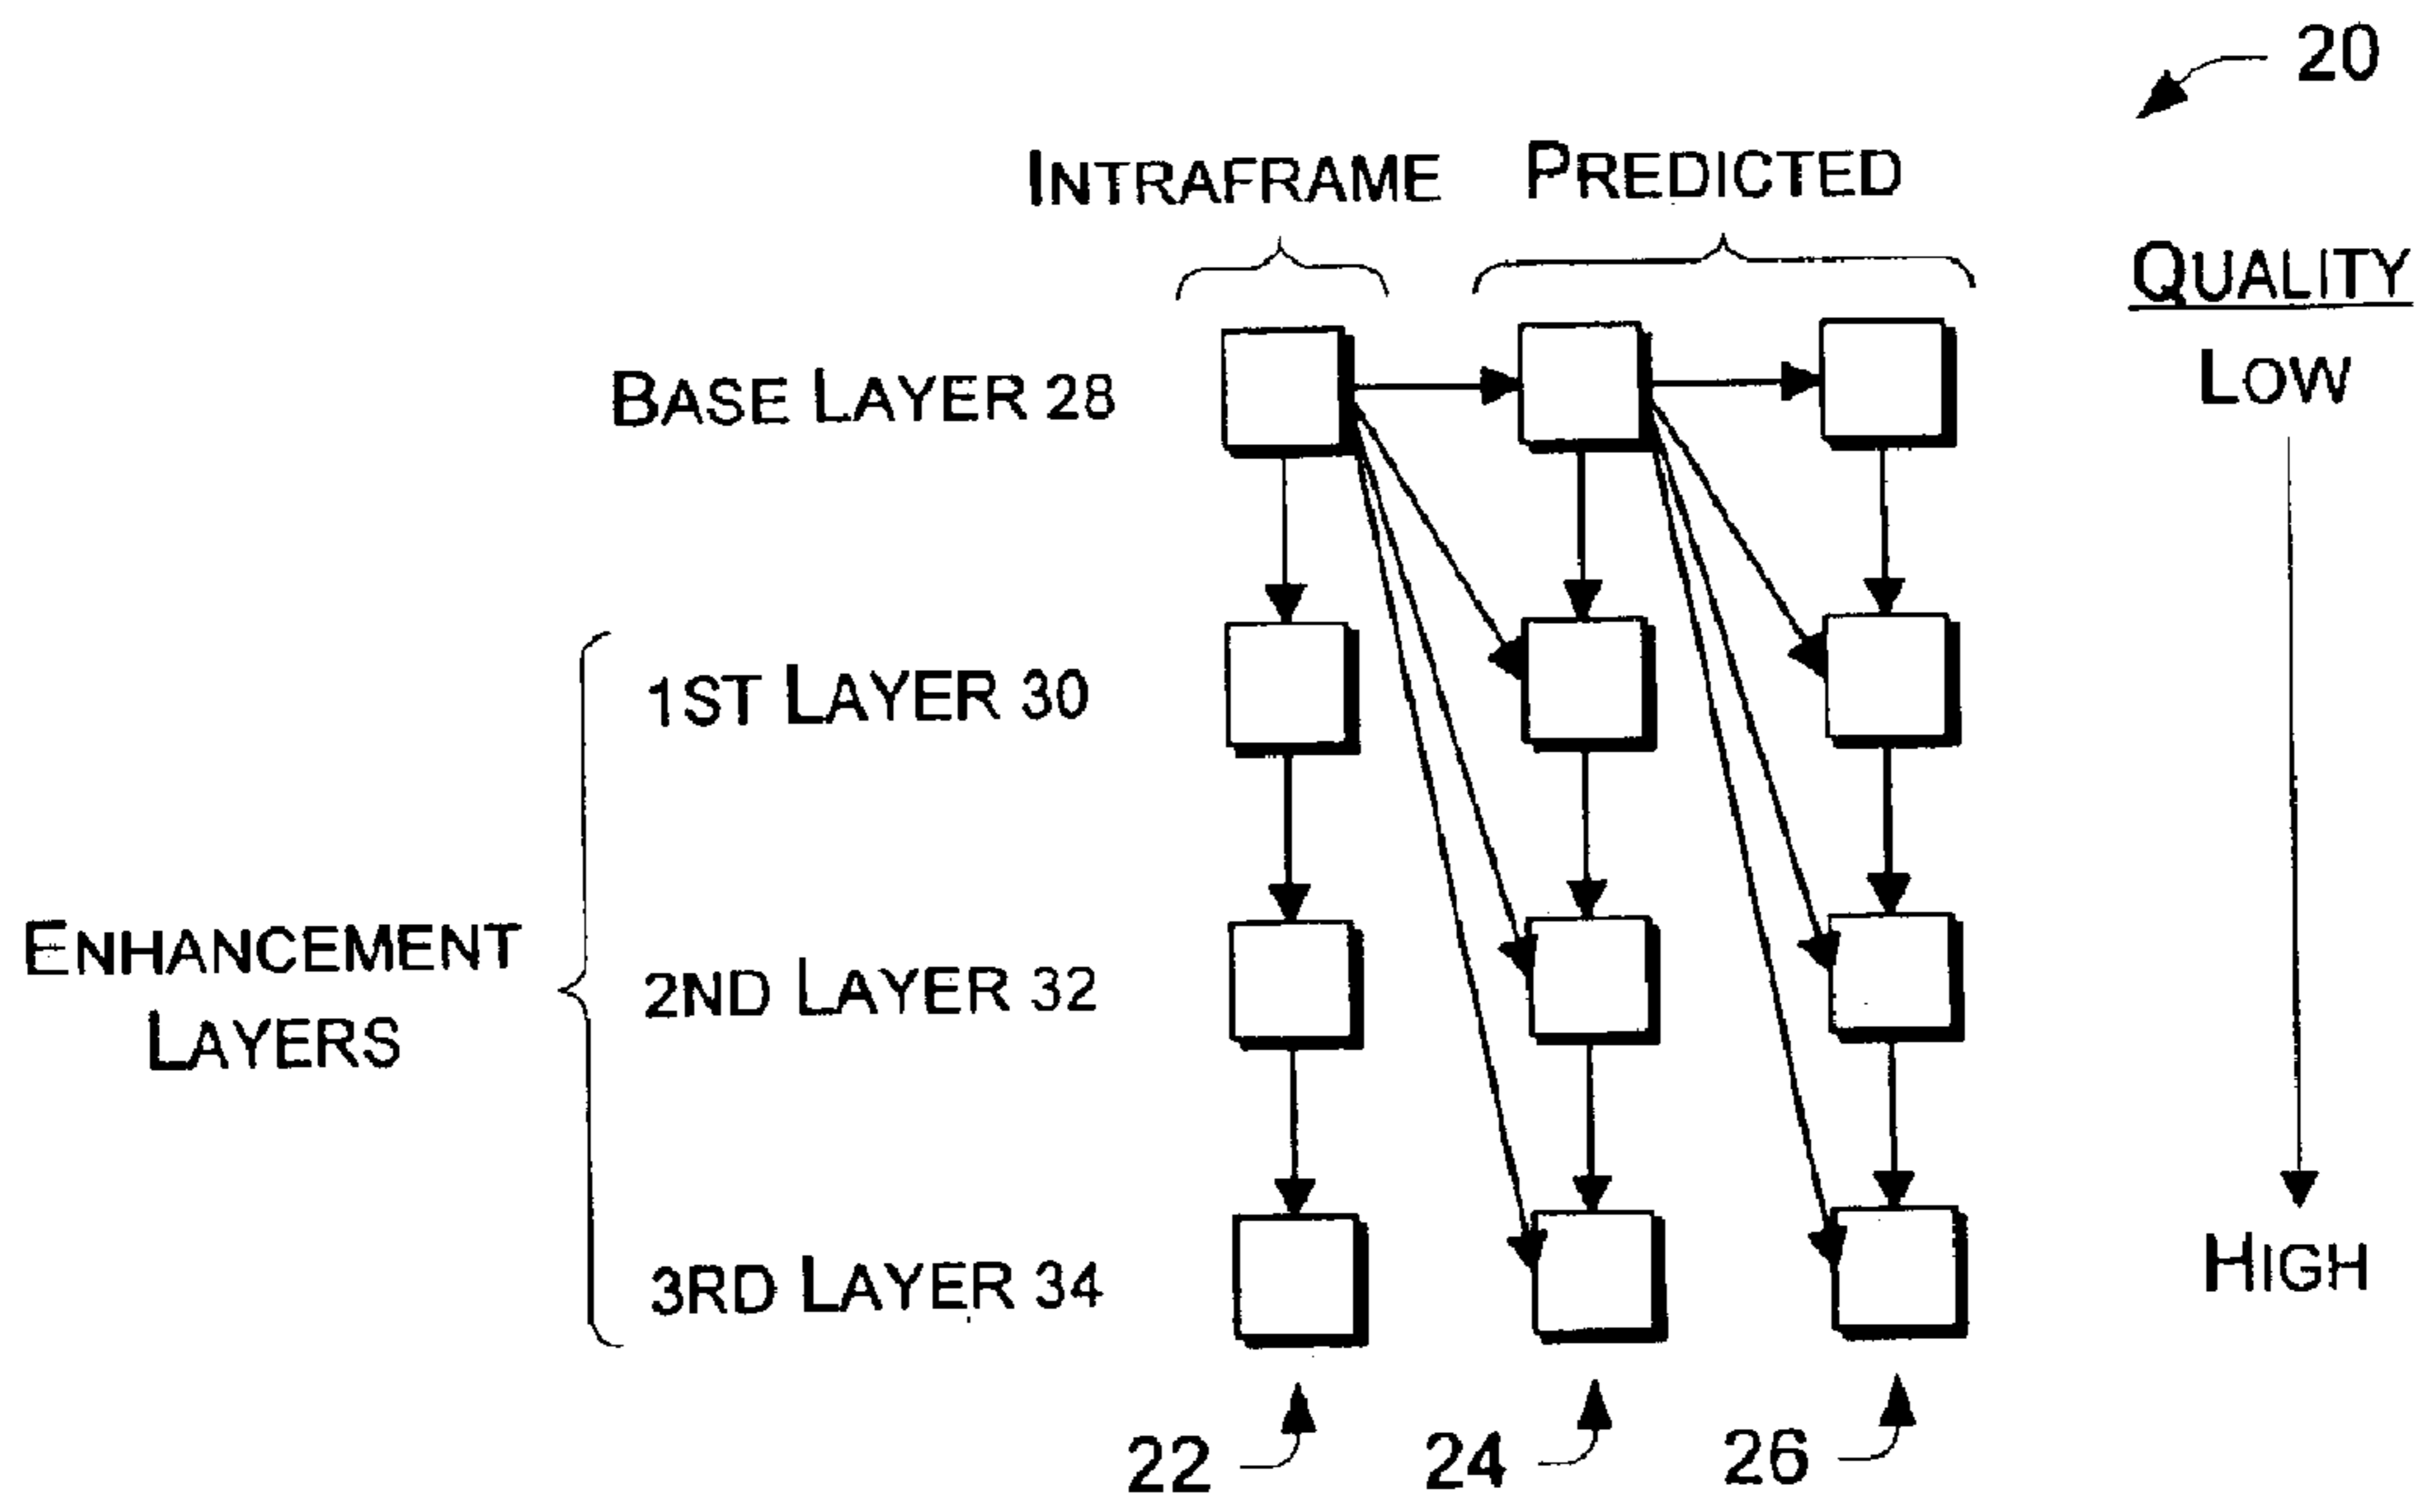 20
INTRAFRAME PREDICTED
QUALITY
LOW
BASE LAYER 28
1ST LAYER 30
ENHANCEMENT
LAYERS
2ND LAYER 32
3RD LAYER 34
HIGH
22 24 26